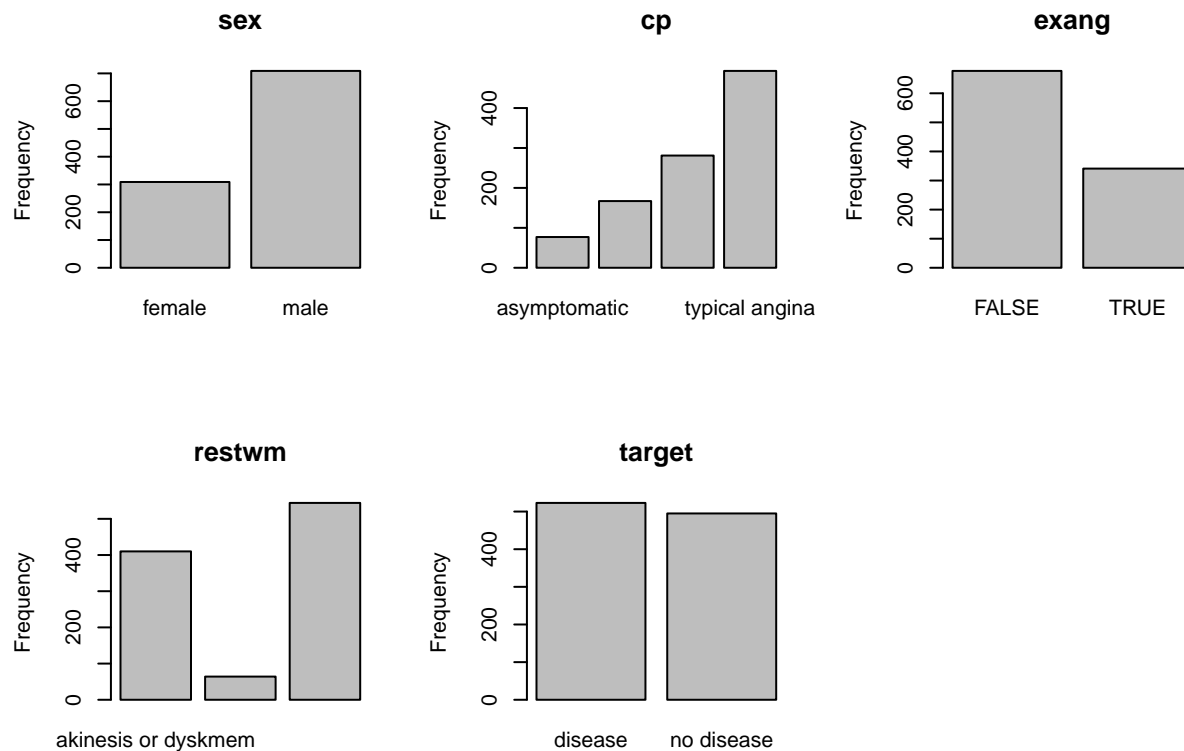 sex
Frequency
0 200 400 600
female male
cp
Frequency
0 200 400
asymptomatic typical angina
exang
Frequency
0 200 400 600
FALSE TRUE
restwm
Frequency
0 200 400
akinesis or dyskmem
target
Frequency
0 200 400
disease no disease